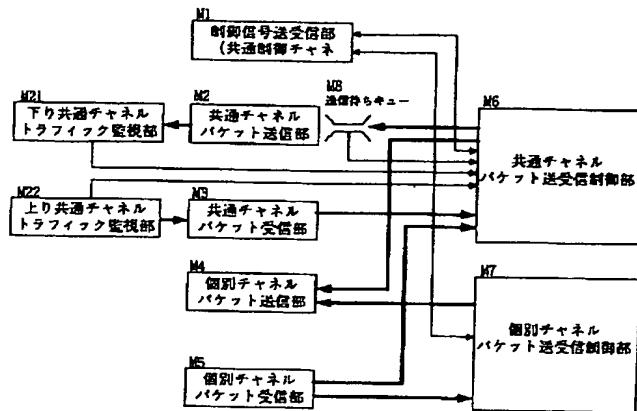 M1
制御信号送受信部
(共通制御チャネ
M8
送信待ちキュー
M21
下り共通チャネル
トラフィック監視部
M2
共通チャネル
パケット送信部
M6
共通チャネル
パケット送受信制御部
M22
上り共通チャネル
トラフィック監視部
M3
共通チャネル
パケット受信部
M4
個別チャネル
パケット送信部
M7
個別チャネル
パケット送受信制御部
M5
個別チャネル
パケット受信部